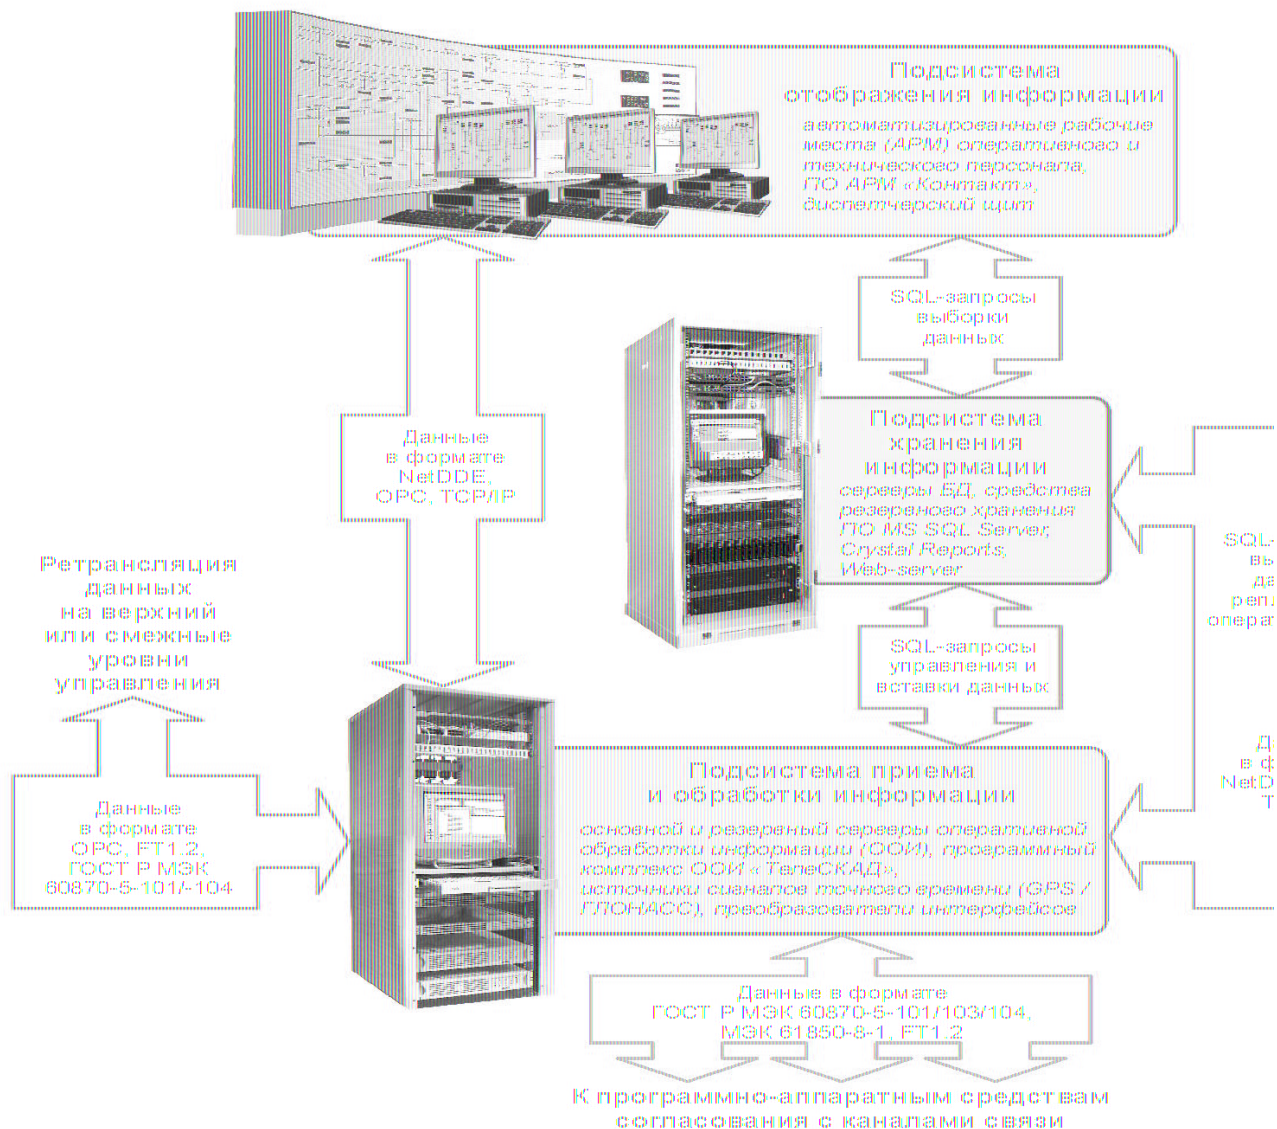 Подсистема
отображения информации
автоматизированные рабочие
места (АРМ) оперативного и
технического персонала,
ПО АРМ «Контакт»,
диспетчерский щит
SQL-запросы
выборки
данных
Данные
в формате
NetDDE,
OPC, TCP/IP
Подсистема
хранения
информации
серверы БД, средства
резервного хранения
ПО MS SQL Server,
Crystal Reports,
Web-server
Ретрансляция
данных
на верхний
или смежные
уровни
управления
SQL-запросы
управления и
вставки данных
SQL-
Данные
в формате
OPC, FT1.2,
ГОСТ Р МЭК
60870-5-101/-104
Подсистема приема
и обработки информации
основной и резервный серверы оперативной
обработки информации (ООИ), программный
комплекс ООИ «ТелеСКАД»,
источники сигналов точного времени (GPS /
ГЛОНАСС), преобразователи интерфейсов
Данные в формате
ГОСТ Р МЭК 60870-5-101/103/104,
МЭК 61850-8-1, FT1.2
К программно-аппаратным средствам
согласования с каналами связи